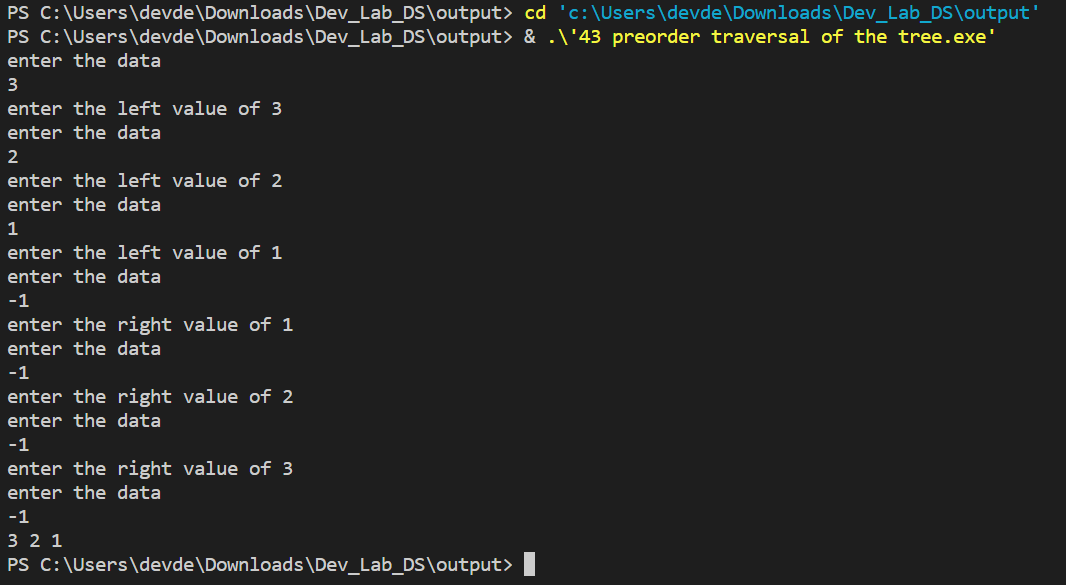 PS C:\Users\devde\Downloads\Dev_Lab_DS\output> cd 'c:\Users\devde\Downloads\Dev_Lab_DS\output'
PS C:\Users\devde\Downloads\Dev_Lab_DS\output> & .\'43 preorder traversal of the tree.exe'
enter the data
3
enter the left value of 3
enter the data
2
enter the left value of 2
enter the data
1
enter the left value of 1
enter the data
-1
enter the right value of 1
enter the data
-1
enter the right value of 2
enter the data
-1
enter the right value of 3
enter the data
-1
3 2 1
PS C:\Users\devde\Downloads\Dev_Lab_DS\output>